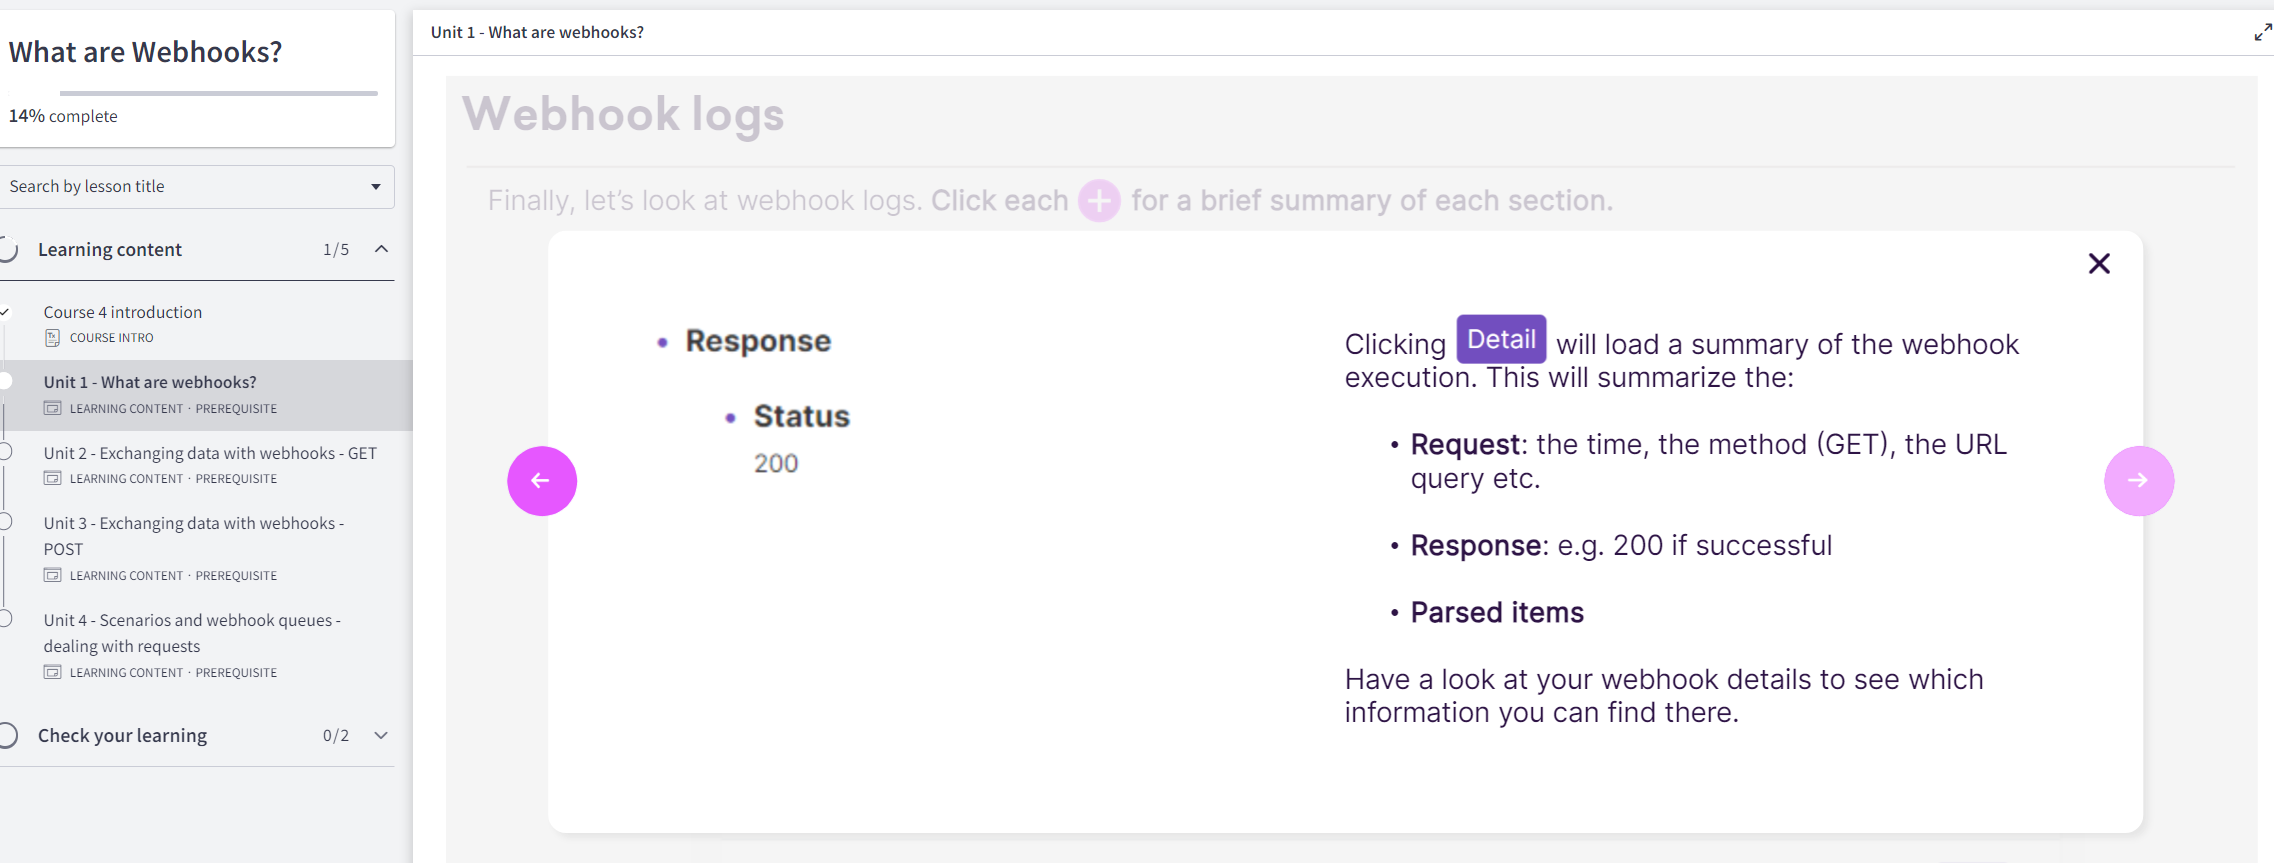 What are Webhooks?
14% complete
Search by lesson title
Learning content 1/5
Course 4 introduction
COURSE INTRO
Unit 1 - What are webhooks?
LEARNING CONTENT · PREREQUISITE
Unit 2 - Exchanging data with webhooks - GET
LEARNING CONTENT · PREREQUISITE
Unit 3 - Exchanging data with webhooks -
POST
LEARNING CONTENT · PREREQUISITE
Unit 4 - Scenarios and webhook queues -
dealing with requests
LEARNING CONTENT · PREREQUISITE
Check your learning 0/2
Unit 1 - What are webhooks?
Webhook logs
Finally, let's look at webhook logs. Click each + for a brief summary of each section.
• Response
• Status
200
Clicking Detail will load a summary of the webhook
execution. This will summarize the:
• Request: the time, the method (GET), the URL
query etc.
• Response: e.g. 200 if successful
• Parsed items
Have a look at your webhook details to see which
information you can find there.